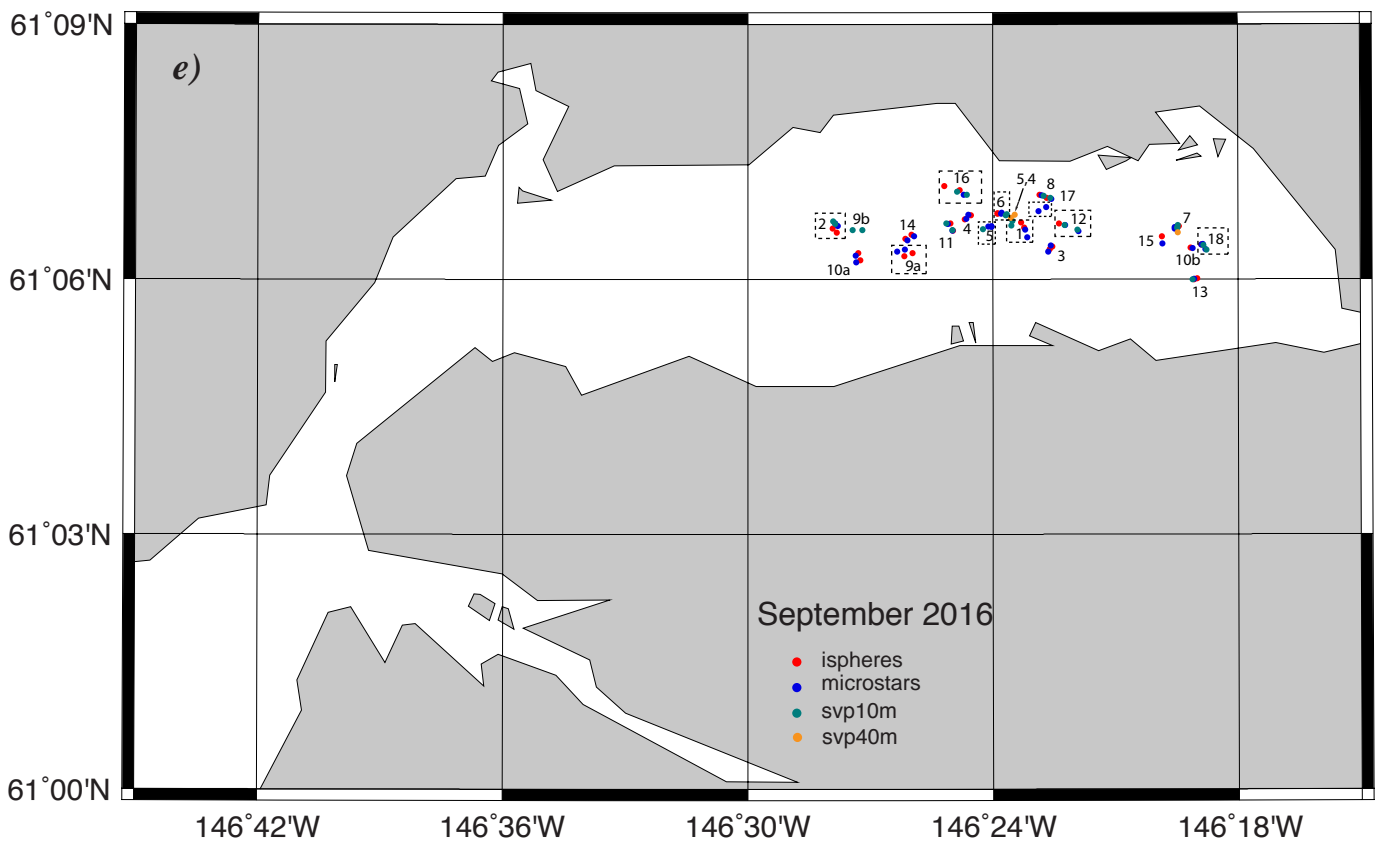 61°09'N
e)
16
5,4
8
6
17
2
9b
14
12
7
11
4
5
1
15
18
10a
9a
3
10b
61°06'N
13
61°03'N
September 2016
ispheres
microstars
svp10m
svp40m
61°00'N
146°42'W
146°36'W
146°30'W
146°24'W
146°18'W